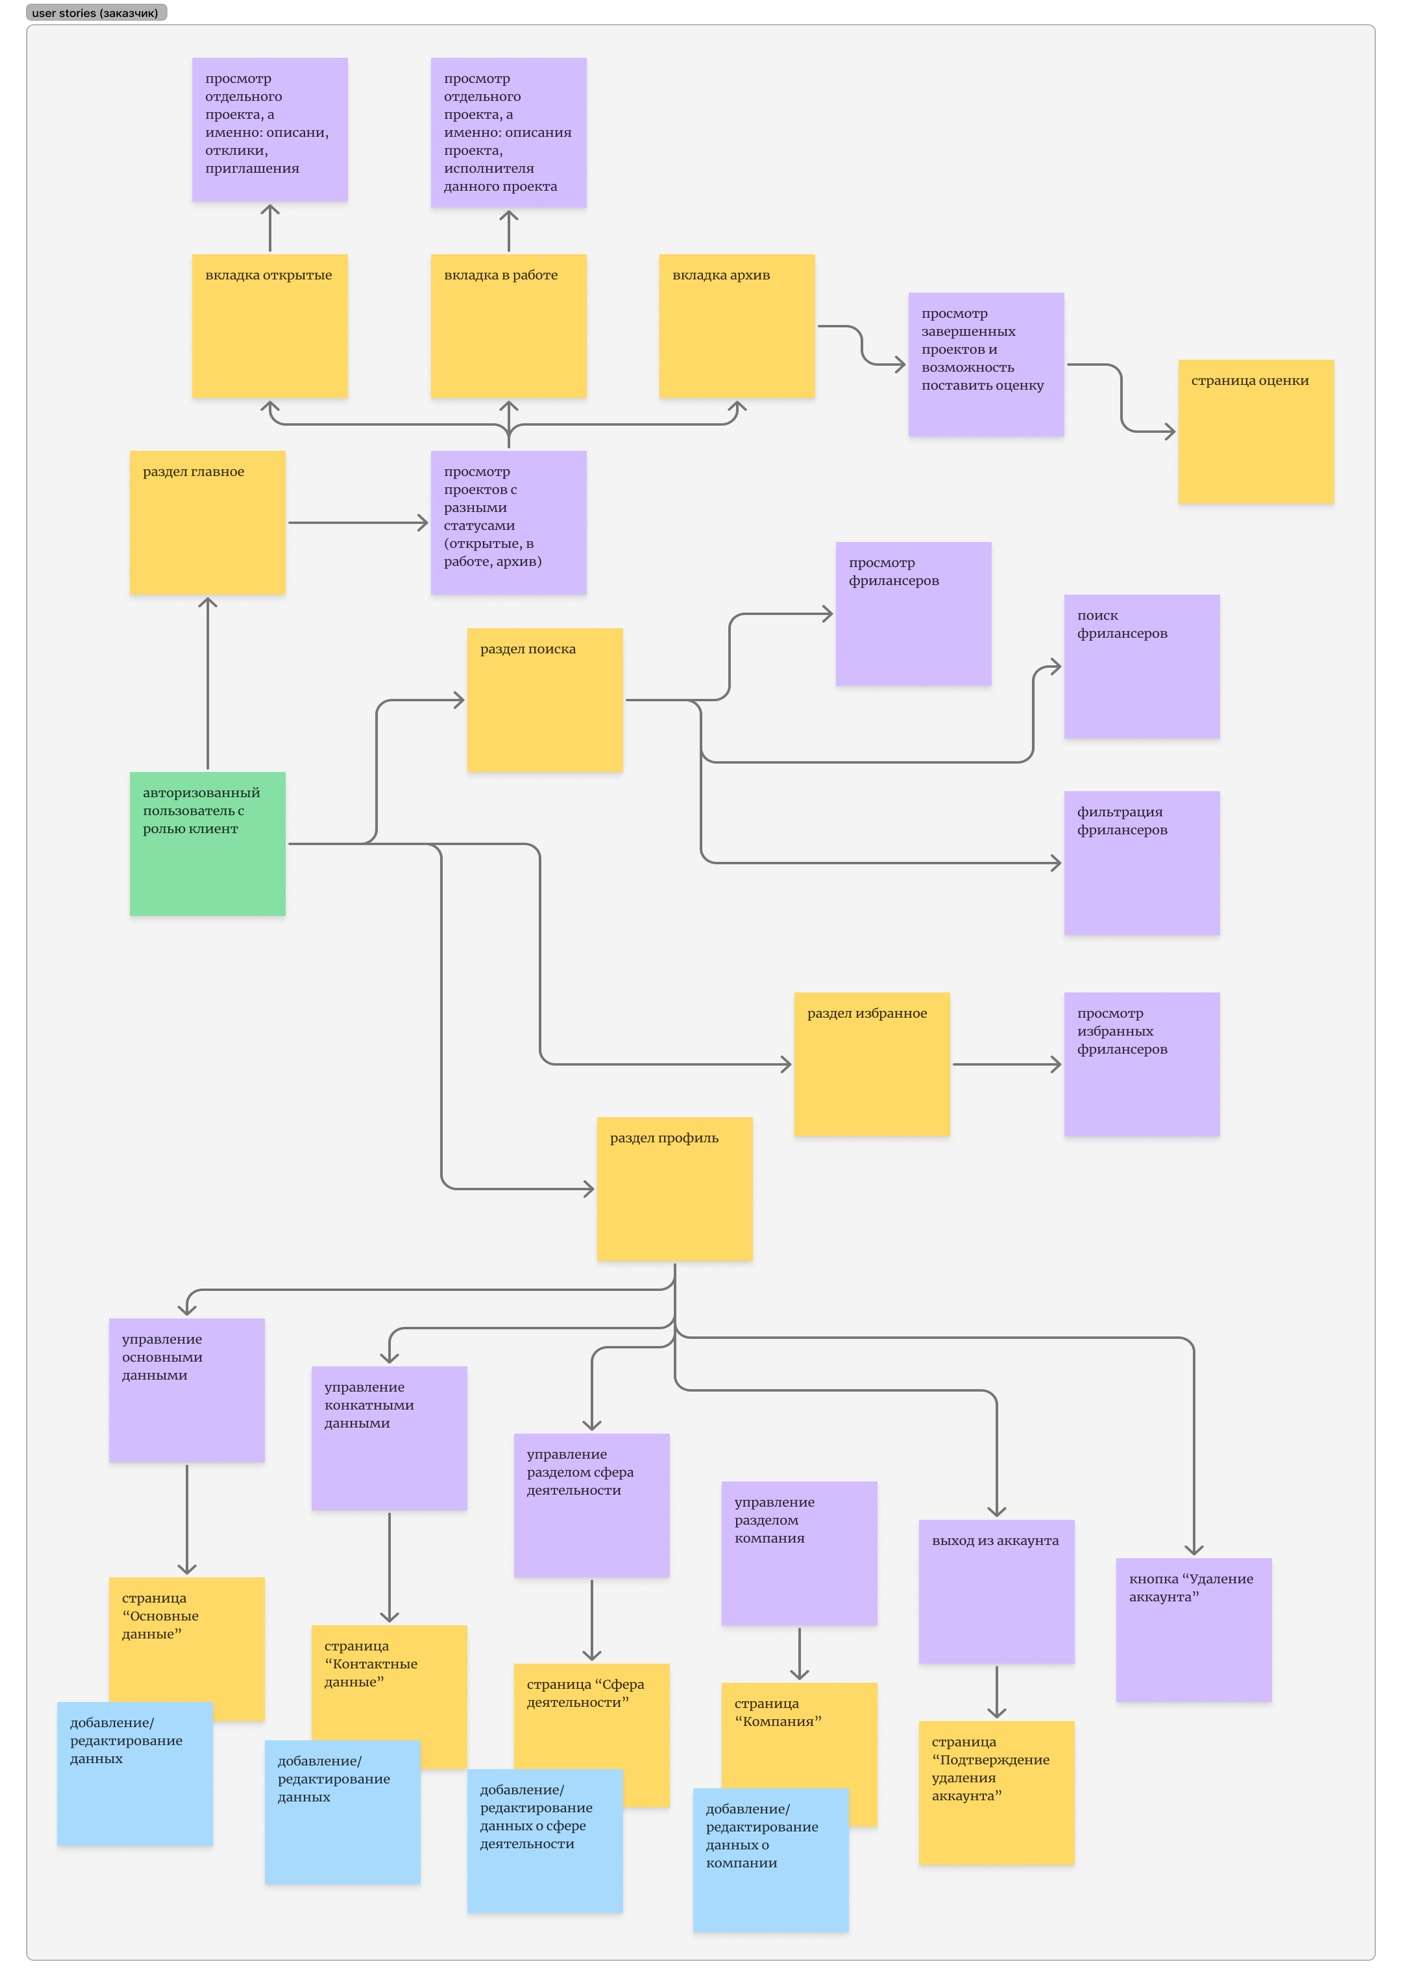 user stories (заказчик)
просмотр
отдельного
проекта, а
именно: описани,
отклики,
приглашения
просмотр
отдельного
проекта, а
именно: описания
проекта,
исполнителя
данного проекта
вкладка открытые
вкладка в работе
вкладка архив
просмотр
завершенных
проектов и
возможность
поставить оценку
страница оценки
раздел главное
просмотр
проектов с
разными
статусами
(открытые, в
работе, архив)
просмотр
фрилансеров
поиск
фрилансеров
раздел поиска
авторизованный
пользователь с
ролью клиент
фильтрация
фрилансеров
раздел избранное
просмотр
избранных
фрилансеров
раздел профиль
управление
основными
данными
управление
конкатными
данными
управление
разделом сфера
деятельности
управление
разделом
компания
выход из аккаунта
кнопка “Удаление
аккаунта”
страница
“Основные
данные”
страница
“Контактные
данные”
страница “Сфера
деятельности”
страница
“Компания”
страница
“Подтверждение
удаления
аккаунта”
добавление/
редактирование
данных
добавление/
редактирование
данных
добавление/
редактирование
данных о сфере
деятельности
добавление/
редактирование
данных о
компании